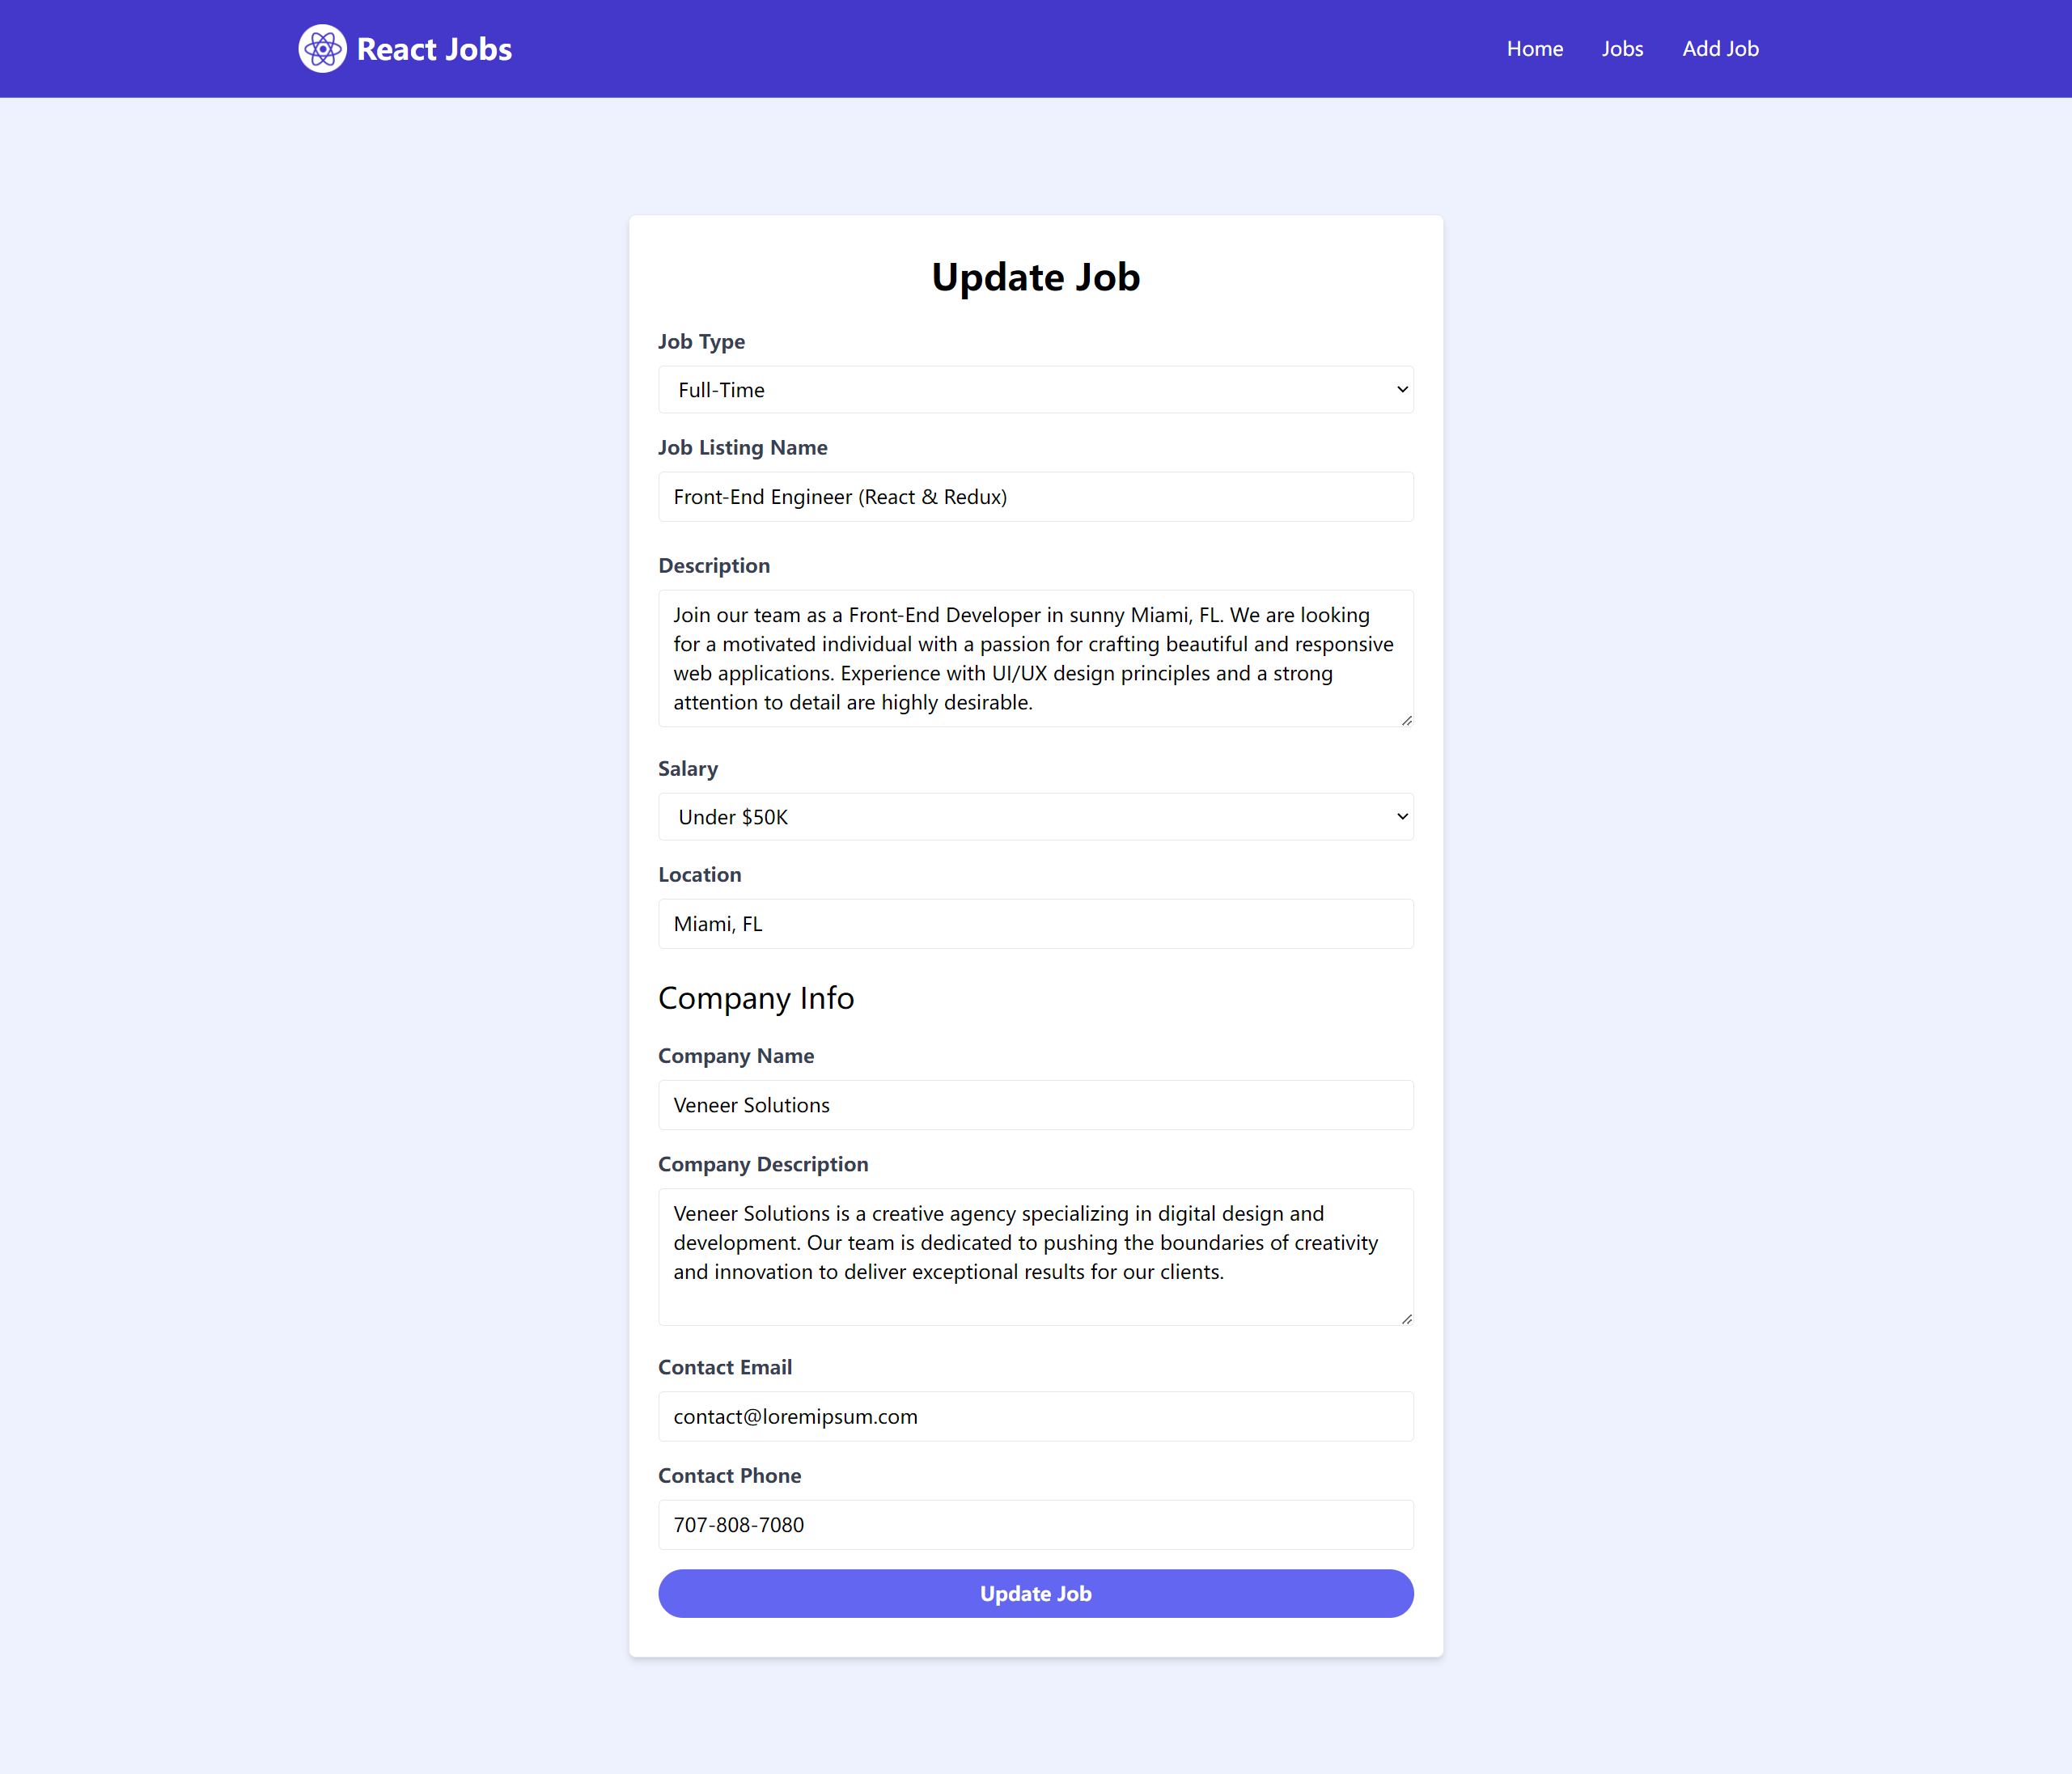 React Jobs
Home Jobs Add Job
Update Job
Job Type
Full-Time
Job Listing Name
Front-End Engineer (React & Redux)
Description
Join our team as a Front-End Developer in sunny Miami, FL. We are looking
for a motivated individual with a passion for crafting beautiful and responsive
web applications. Experience with UI/UX design principles and a strong
attention to detail are highly desirable.
Salary
Under $50K
Location
Miami, FL
Company Info
Company Name
Veneer Solutions
Company Description
Veneer Solutions is a creative agency specializing in digital design and
development. Our team is dedicated to pushing the boundaries of creativity
and innovation to deliver exceptional results for our clients.
Contact Email
contact@loremipsum.com
Contact Phone
707-808-7080
Update Job